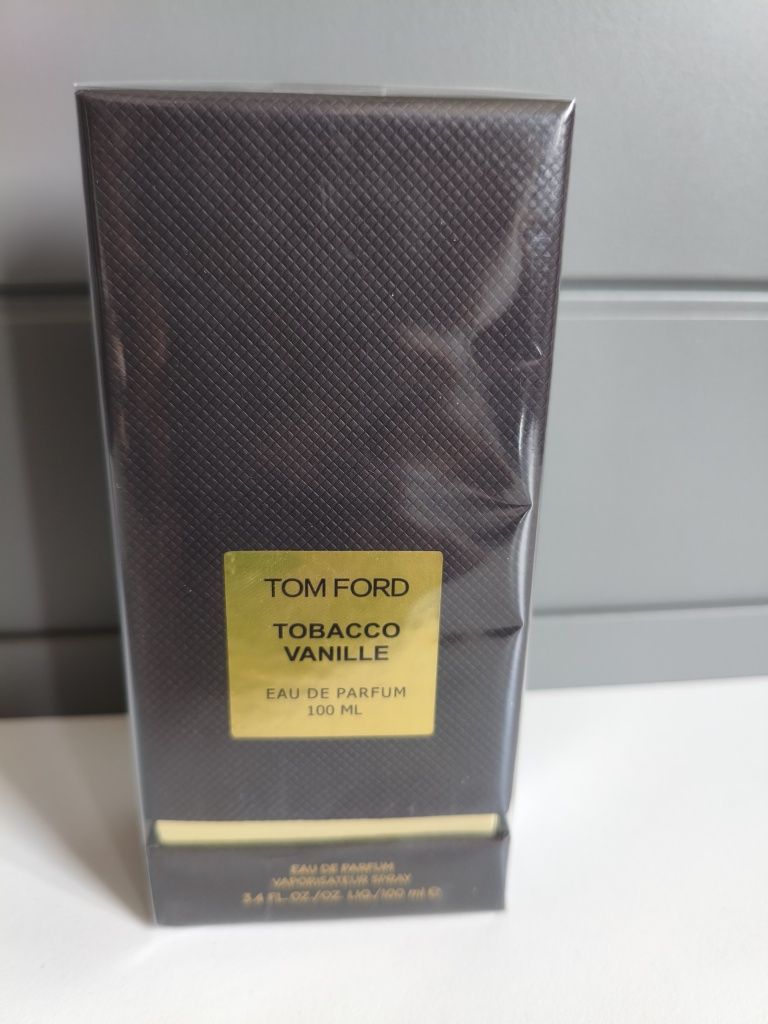 TOM FORD
TOBACCO
VANILLE
EAU DE PARFUM
100 ML
EAU DE PARFUM
VAPORISATEUR SPRAY
3.4 FL.OZ./OZ. LIQ./100 ml ℮